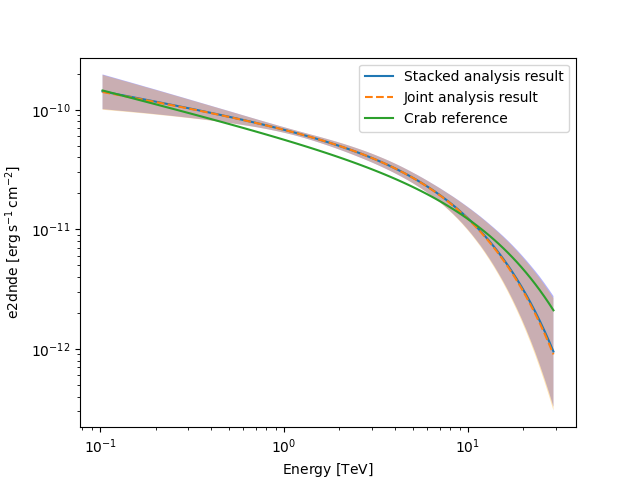 Stacked analysis result
Joint analysis result
Crab reference
e2dnde [erg s⁻¹ cm⁻²]
10⁻¹⁰
10⁻¹¹
10⁻¹²
10⁻¹ 10⁰ 10¹
Energy [TeV]